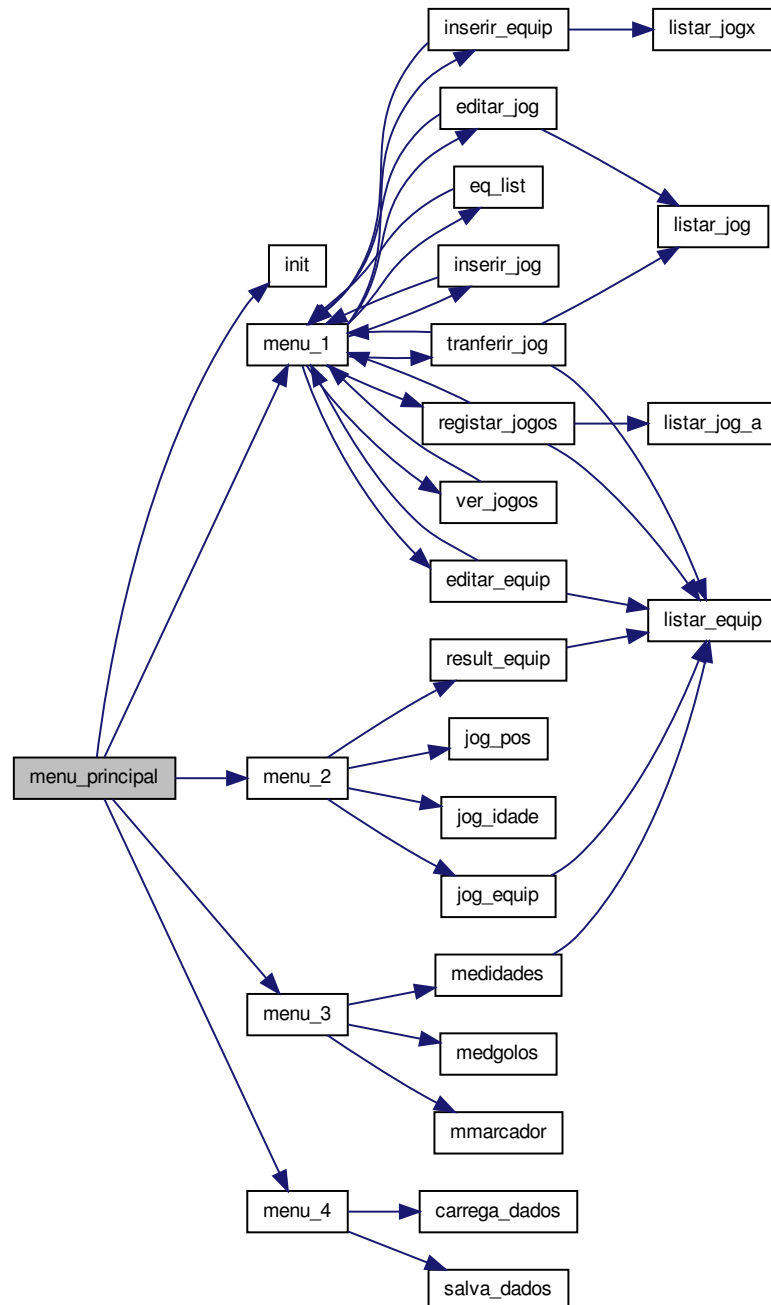 inserir_equip
listar_jogx
editar_jog
eq_list
listar_jog
init
inserir_jog
menu_1
tranferir_jog
registar_jogos
listar_jog_a
ver_jogos
editar_equip
listar_equip
result_equip
jog_pos
menu_principal
menu_2
jog_idade
jog_equip
medidades
menu_3
medgolos
mmarcador
menu_4
carrega_dados
salva_dados